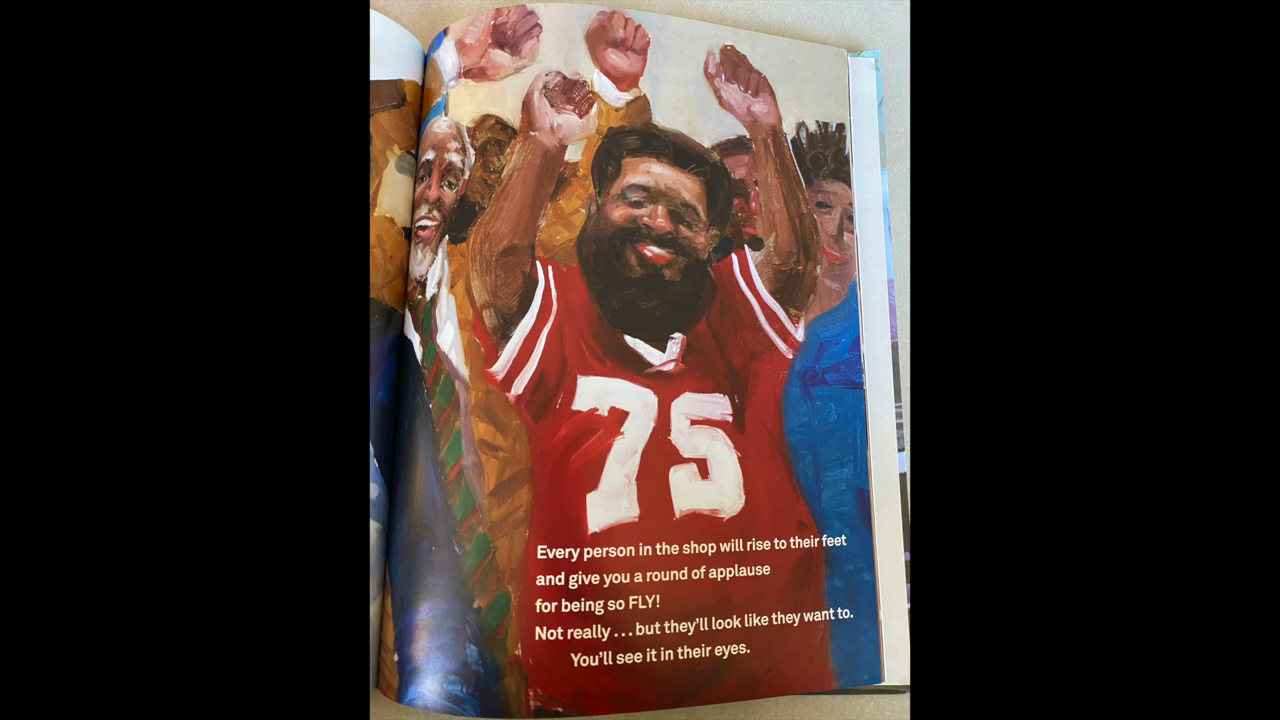 75
Every person in the shop will rise to their feet
and give you a round of applause
for being so FLY!
Not really . . . but they’ll look like they want to.
You’ll see it in their eyes.